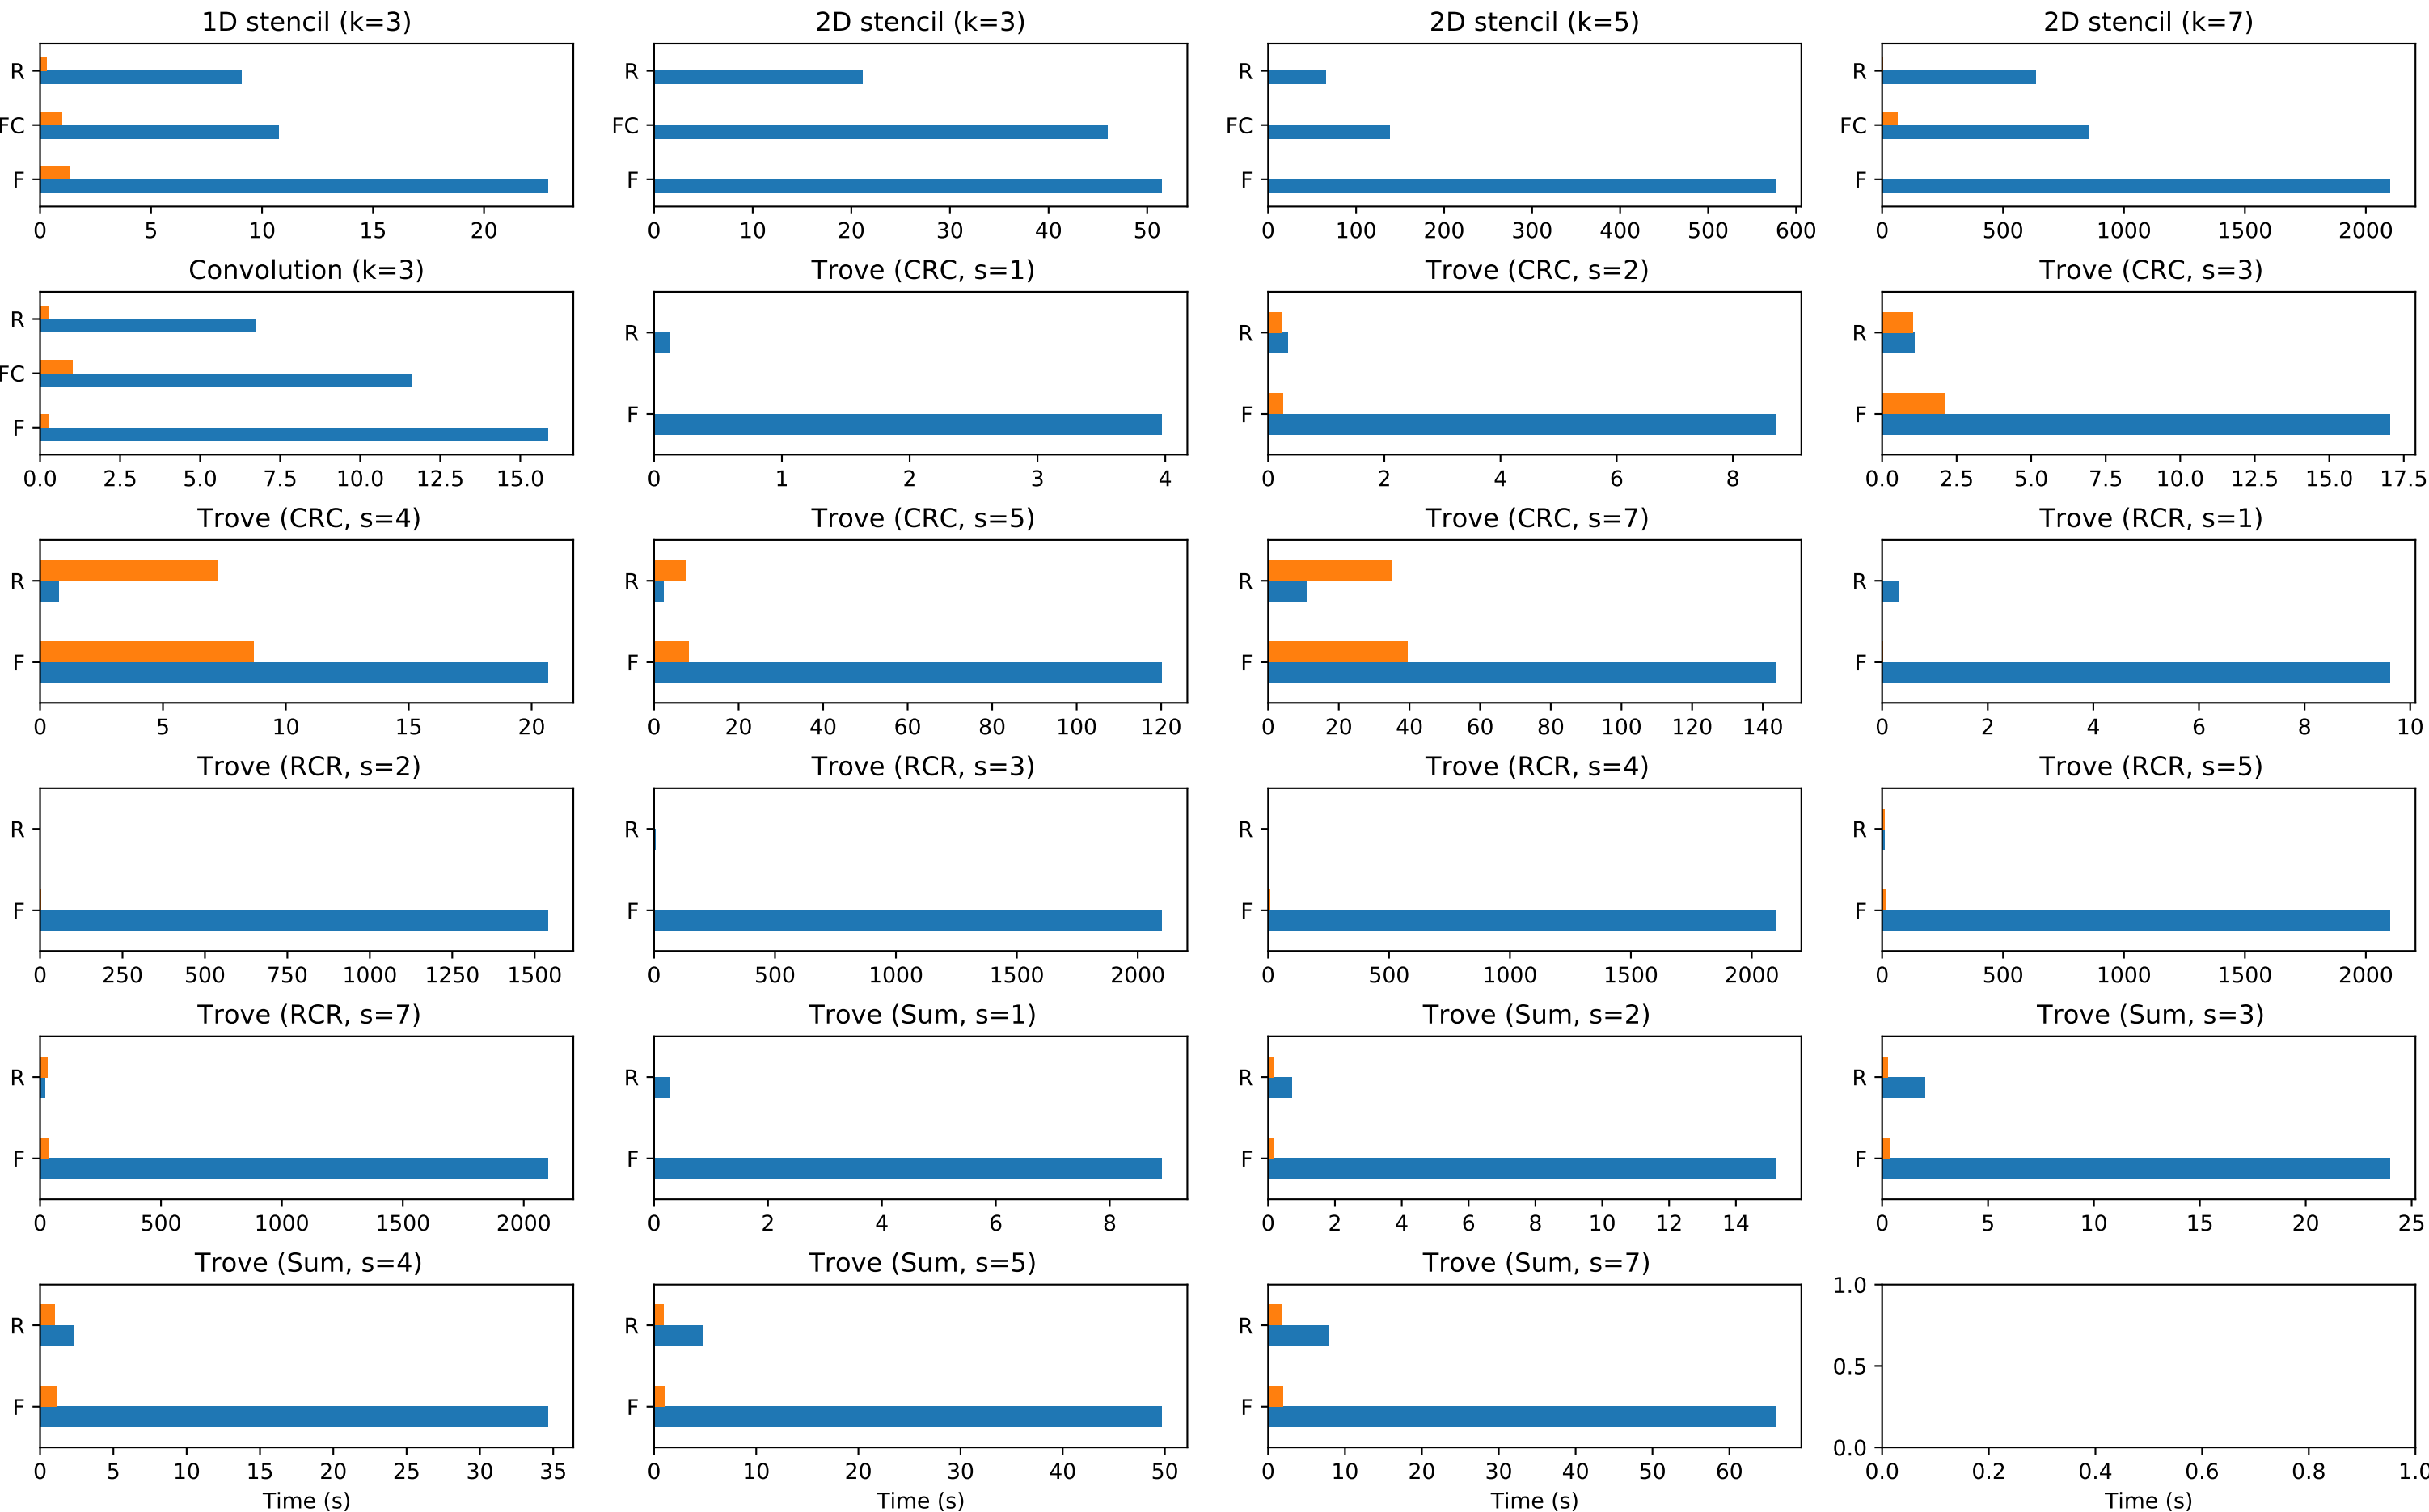 1D stencil (k=3) 2D stencil (k=3) 2D stencil (k=5) 2D stencil (k=7)
R R R R
FC FC FC FC
F F F F
0 5 10 15 20 0 10 20 30 40 50 0 100 200 300 400 500 600 0 500 1000 1500 2000
Convolution (k=3) Trove (CRC, s=1) Trove (CRC, s=2) Trove (CRC, s=3)
R R R R
FC
F F F F
0.0 2.5 5.0 7.5 10.0 12.5 15.0 0 1 2 3 4 0 2 4 6 8 0.0 2.5 5.0 7.5 10.0 12.5 15.0 17.5
Trove (CRC, s=4) Trove (CRC, s=5) Trove (CRC, s=7) Trove (RCR, s=1)
R R R R
F F F F
0 5 10 15 20 0 20 40 60 80 100 120 0 20 40 60 80 100 120 140 0 2 4 6 8 10
Trove (RCR, s=2) Trove (RCR, s=3) Trove (RCR, s=4) Trove (RCR, s=5)
R R R R
F F F F
0 250 500 750 1000 1250 1500 0 500 1000 1500 2000 0 500 1000 1500 2000 0 500 1000 1500 2000
Trove (RCR, s=7) Trove (Sum, s=1) Trove (Sum, s=2) Trove (Sum, s=3)
R R R R
F F F F
0 500 1000 1500 2000 0 2 4 6 8 0 2 4 6 8 10 12 14 0 5 10 15 20 25
Trove (Sum, s=4) Trove (Sum, s=5) Trove (Sum, s=7)
1.0
R R R
0.5
F F F
0.0
0 5 10 15 20 25 30 35 0 10 20 30 40 50 0 10 20 30 40 50 60 0.0 0.2 0.4 0.6 0.8 1.0
Time (s) Time (s) Time (s) Time (s)